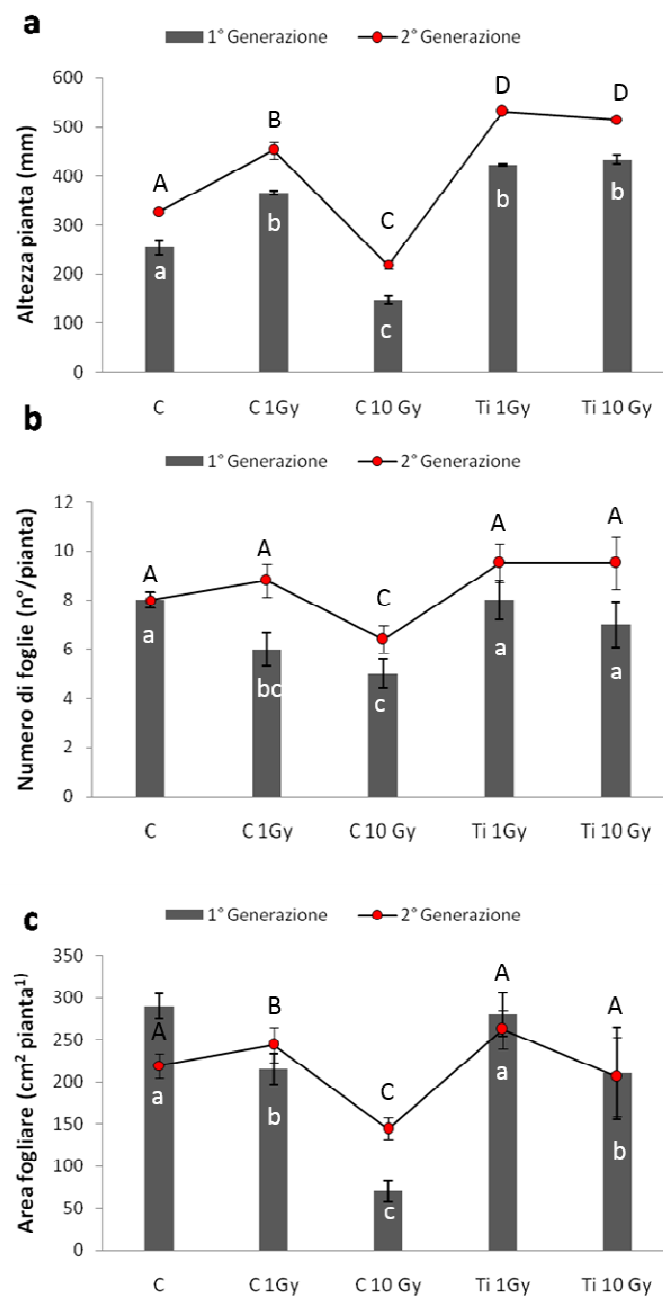 a
1° Generazione 2° Generazione
Altezza pianta (mm)
600
500
400
300
200
100
0
A B C D D
a b c b b
C C 1Gy C 10 Gy Ti 1Gy Ti 10 Gy
b
1° Generazione 2° Generazione
Numero di foglie (n°/pianta)
12
10
8
6
4
2
0
A A C A A
a bc c a a
C C 1Gy C 10 Gy Ti 1Gy Ti 10 Gy
c
1° Generazione 2° Generazione
Area fogliare (cm² pianta¹⁾
350
300
250
200
150
100
50
0
A B C A A
a b c a b
C C 1Gy C 10 Gy Ti 1Gy Ti 10 Gy